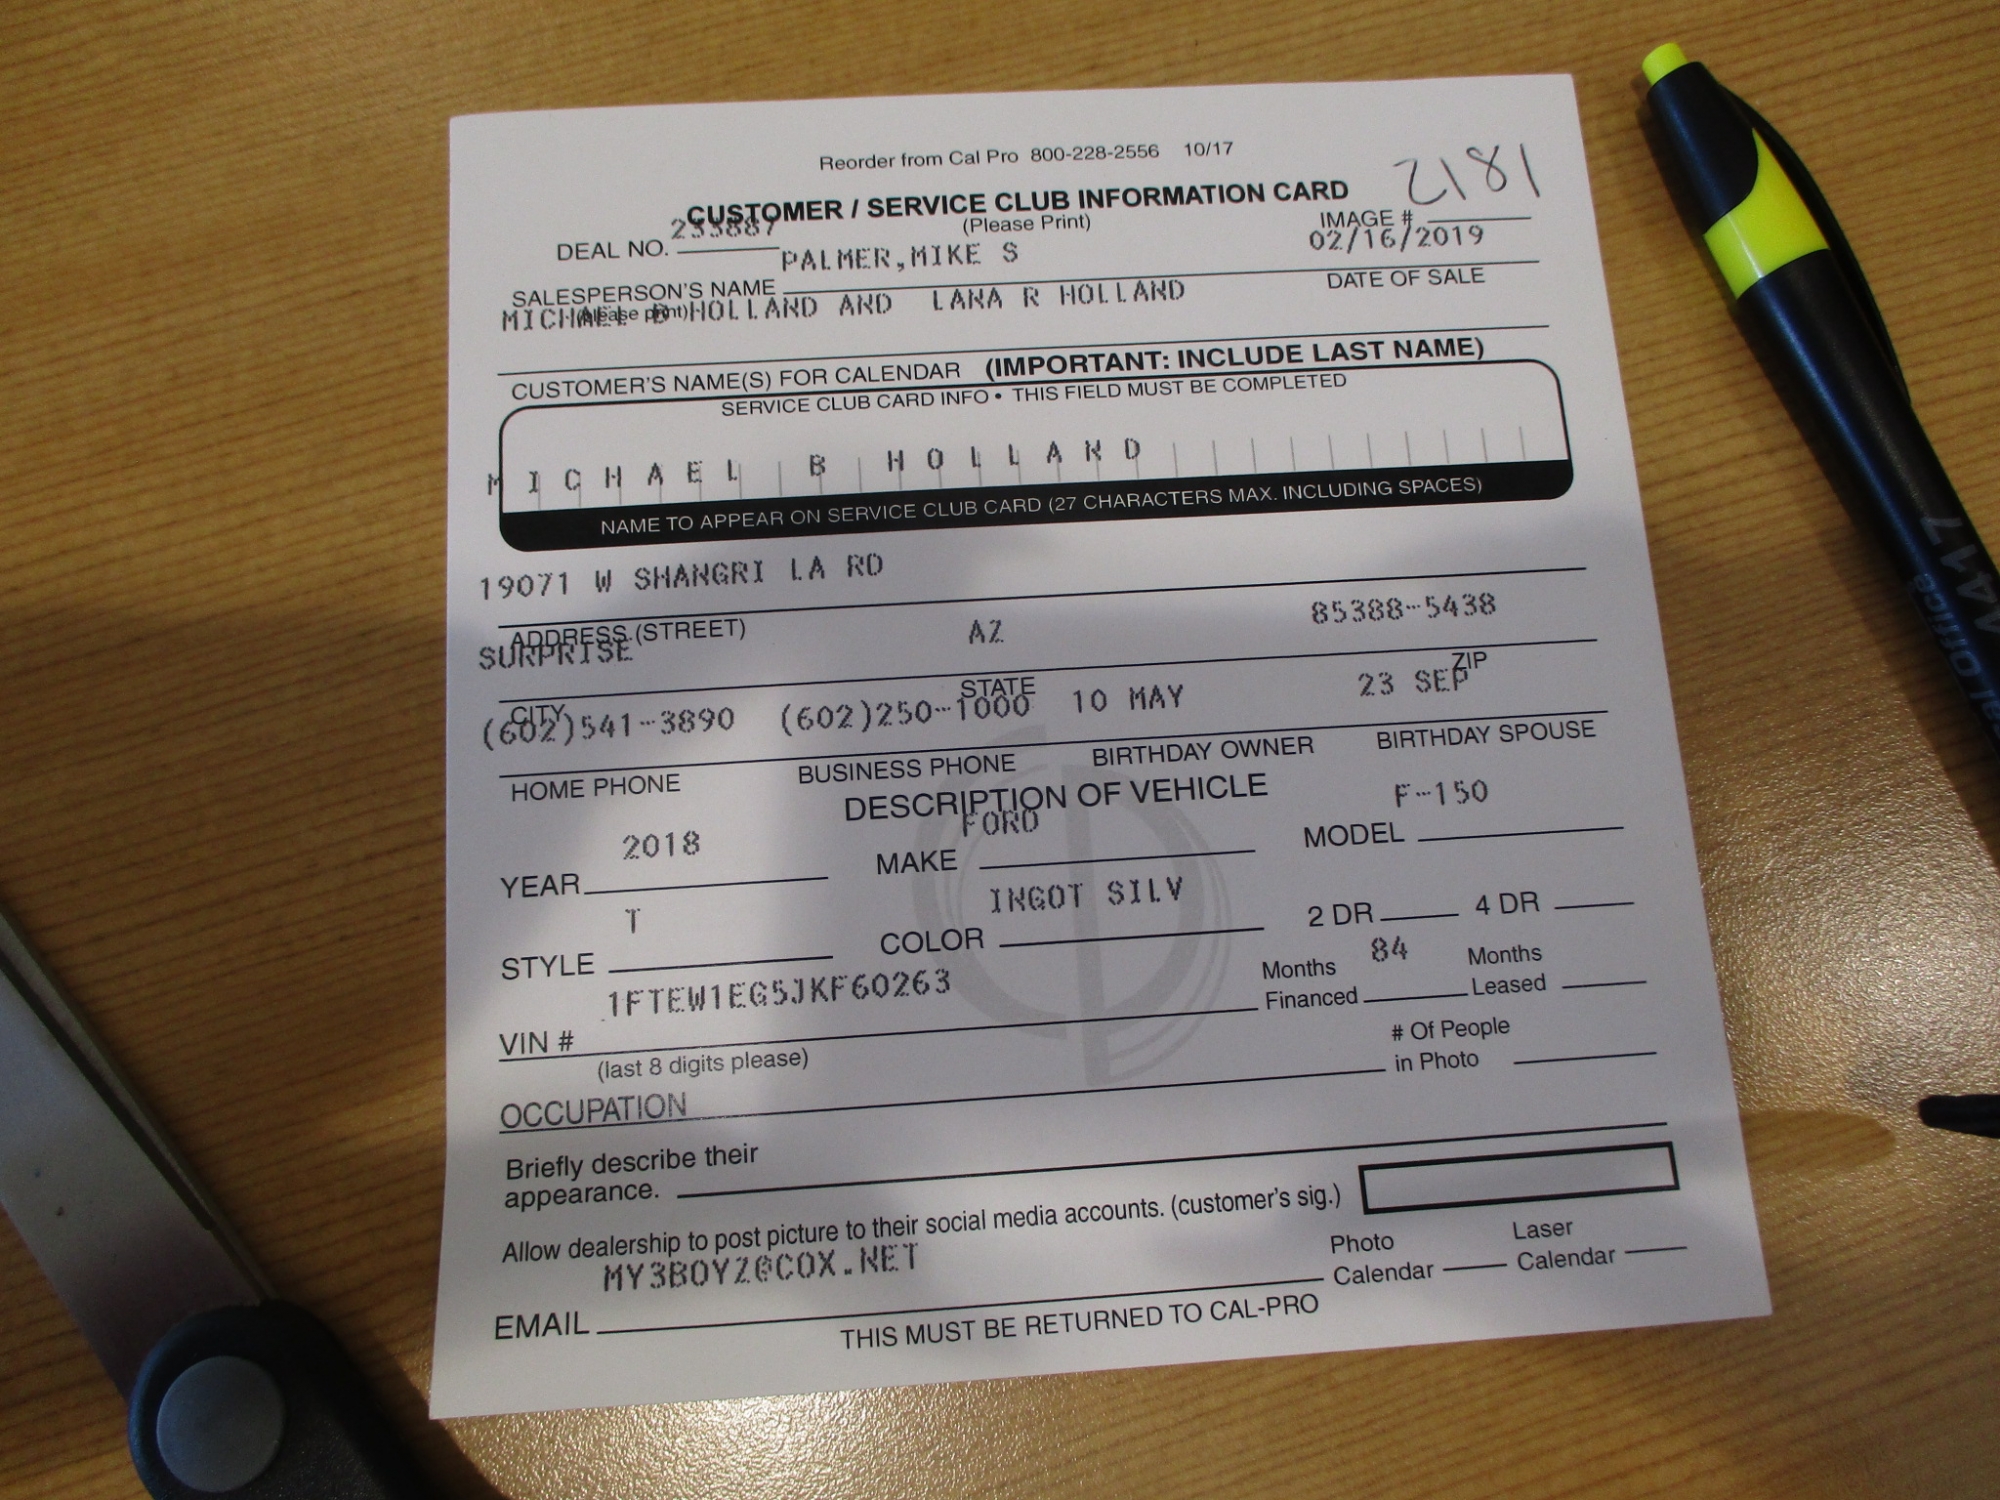 Reorder from Cal Pro 800-228-2556 10/17
2181
CUSTOMER / SERVICE CLUB INFORMATION CARD
(Please Print)
IMAGE #
DEAL NO. 233887
02/16/2019
PALMER,MIKE S
SALESPERSON'S NAME
(please print)
DATE OF SALE
MICHAEL B HOLLAND AND LANA R HOLLAND
CUSTOMER'S NAME(S) FOR CALENDAR (IMPORTANT: INCLUDE LAST NAME)
SERVICE CLUB CARD INFO • THIS FIELD MUST BE COMPLETED
MICHAEL B HOLLAND
NAME TO APPEAR ON SERVICE CLUB CARD (27 CHARACTERS MAX. INCLUDING SPACES)
19071 W SHANGRI LA RD
ADDRESS (STREET)
SURPRISE AZ 85388-5438
CITY STATE ZIP
(602)541-3890 (602)250-1000 10 MAY 23 SEP
HOME PHONE BUSINESS PHONE BIRTHDAY OWNER BIRTHDAY SPOUSE
DESCRIPTION OF VEHICLE
2018 FORD F-150
YEAR MAKE MODEL
T INGOT SILV
STYLE COLOR 2 DR 4 DR
1FTEW1EG5JKF60263
VIN #
(last 8 digits please)
84
Months Financed
Months Leased
# Of People in Photo
OCCUPATION
Briefly describe their
appearance.
Allow dealership to post picture to their social media accounts. (customer's sig.)
MY3BOYZ@COX.NET
EMAIL
Photo Calendar
Laser Calendar
THIS MUST BE RETURNED TO CAL-PRO